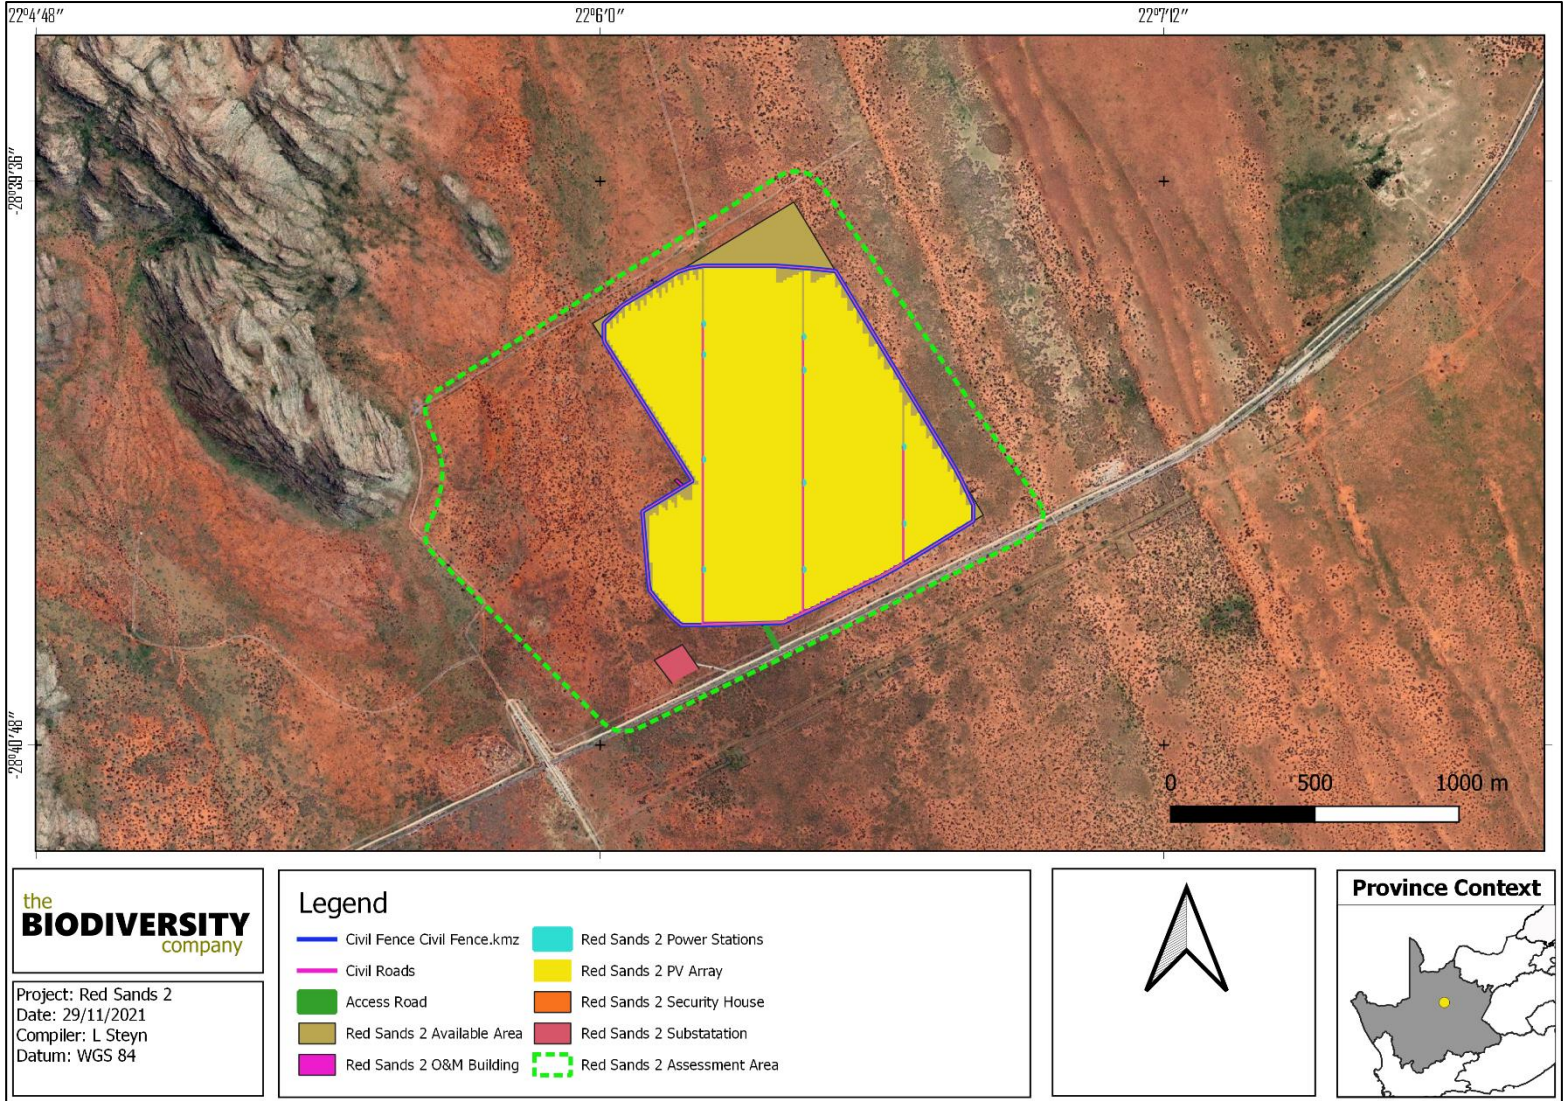 22°4′48″ 22°6′0″ 22°7′12″
-28°39′36″
-28°40′48″
0 500 1000 m
the
BIODIVERSITY
company
Project: Red Sands 2
Date: 29/11/2021
Compiler: L Steyn
Datum: WGS 84
Legend
Civil Fence Civil Fence.kmz
Civil Roads
Access Road
Red Sands 2 Available Area
Red Sands 2 O&M Building
Red Sands 2 Power Stations
Red Sands 2 PV Array
Red Sands 2 Security House
Red Sands 2 Substatation
Red Sands 2 Assessment Area
Province Context